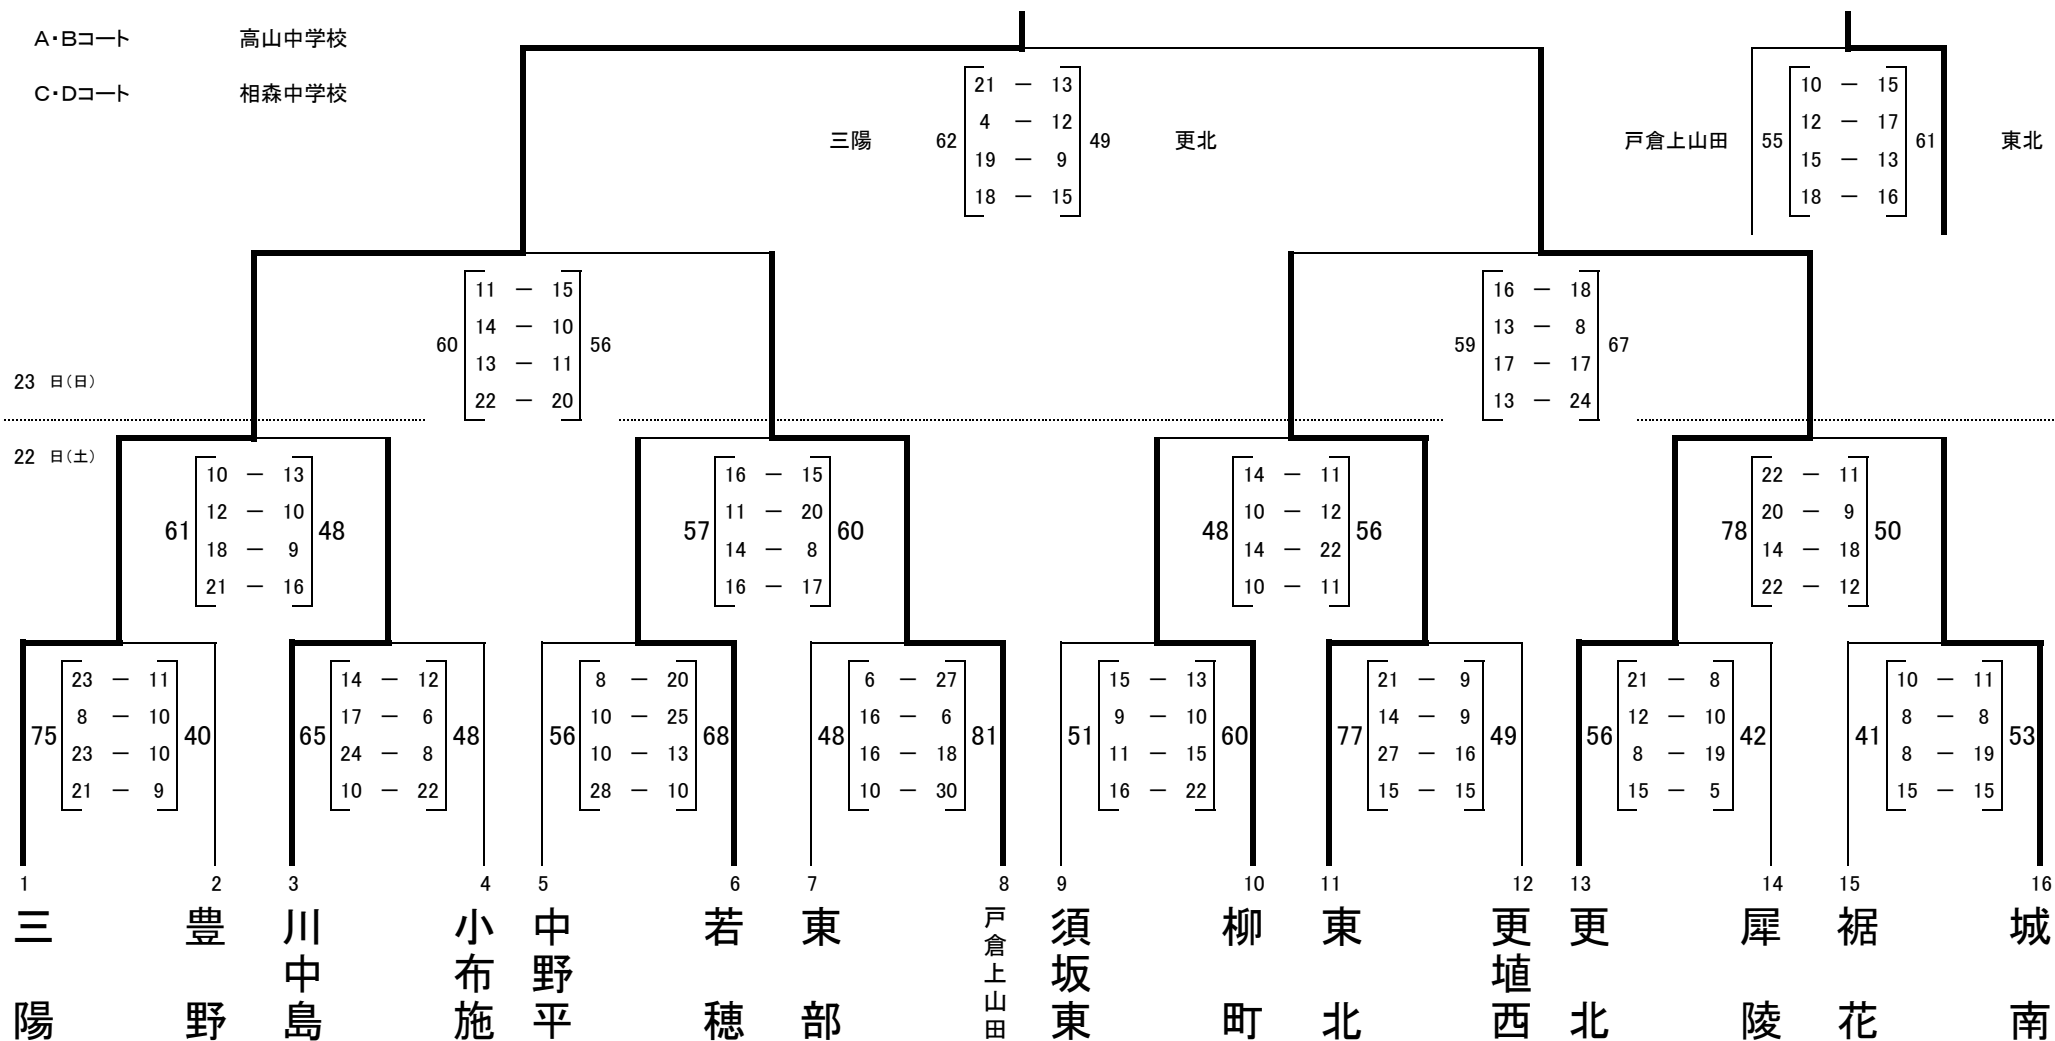 A・Bコート 高山中学校
C・Dコート 相森中学校
21 － 13
4 － 12
三陽 62 49 更北
19 － 9
18 － 15
10 － 15
12 － 17
戸倉上山田 55 61 東北
15 － 13
18 － 16
11 － 15
14 － 10
60 56
13 － 11
22 － 20
16 － 18
13 － 8
59 67
17 － 17
13 － 24
23 日(日)
22 日(土)
10 － 13
12 － 10
61 48
18 － 9
21 － 16
16 － 15
11 － 20
57 60
14 － 8
16 － 17
14 － 11
10 － 12
48 56
14 － 22
10 － 11
22 － 11
20 － 9
78 50
14 － 18
22 － 12
23 － 11
8 － 10
75 40
23 － 10
21 － 9
14 － 12
17 － 6
65 48
24 － 8
10 － 22
8 － 20
10 － 25
56 68
10 － 13
28 － 10
6 － 27
16 － 6
48 81
16 － 18
10 － 30
15 － 13
9 － 10
51 60
11 － 15
16 － 22
21 － 9
14 － 9
77 49
27 － 16
15 － 15
21 － 8
12 － 10
56 42
8 － 19
15 － 5
10 － 11
8 － 8
41 53
8 － 19
15 － 15
1 2 3 4 5 6 7 8 9 10 11 12 13 14 15 16
三陽
豊野
川中島
小布施
中野平
若穂
東部
戸倉上山田
須坂東
柳町
東北
更埴西
更北
犀陵
裾花
城南